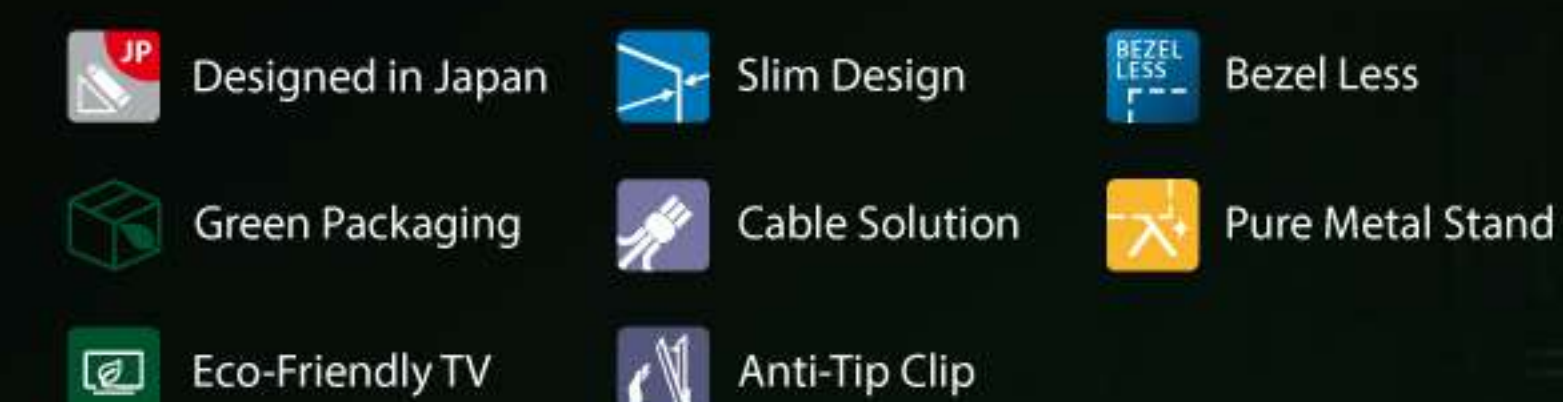 JP
Designed in Japan
Slim Design
BEZEL
LESS
Bezel Less
Green Packaging
Cable Solution
Pure Metal Stand
Eco-Friendly TV
Anti-Tip Clip